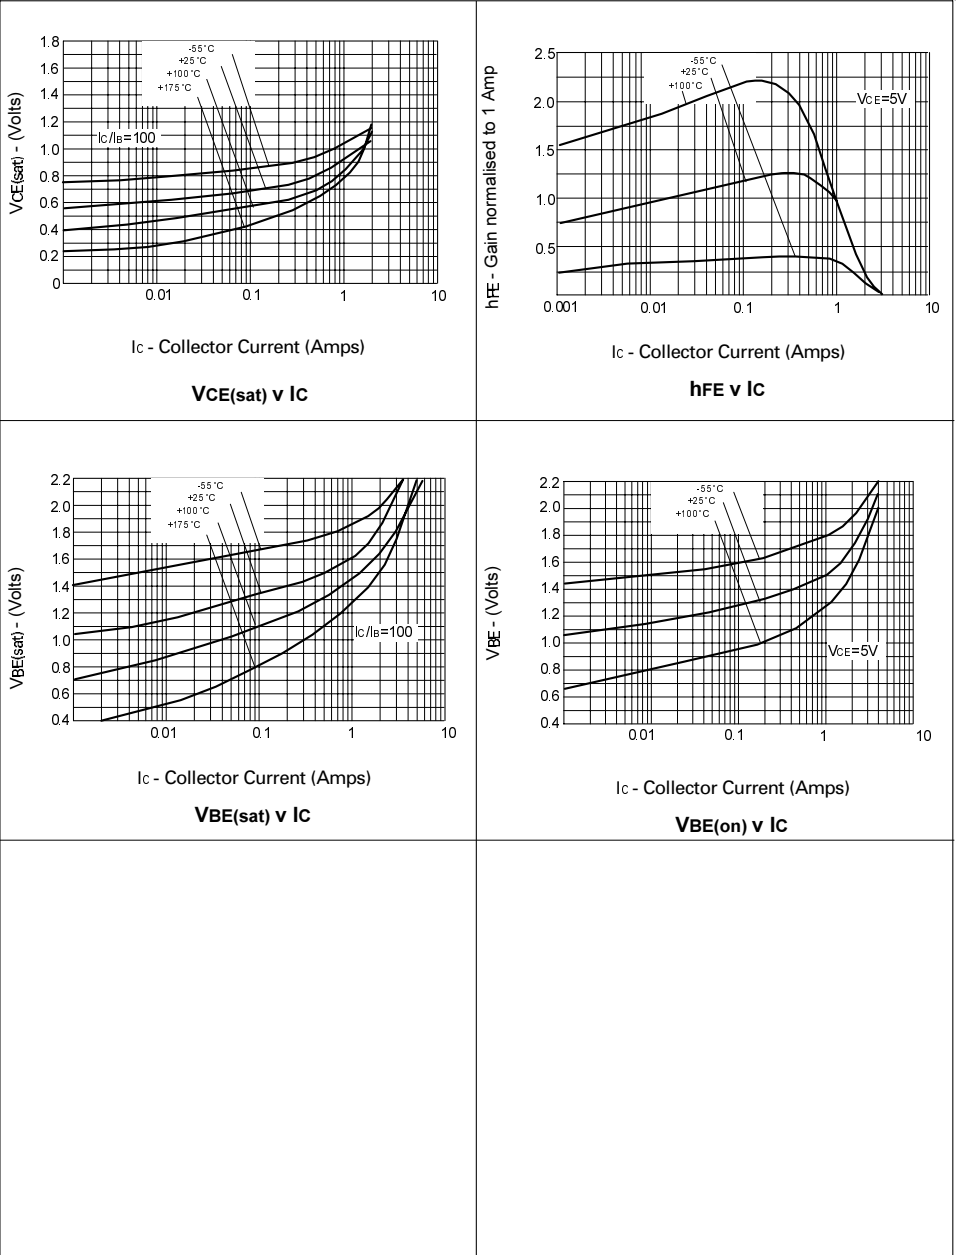 1.8
1.6
1.4
1.2
1.0
0.8
0.6
0.4
0.2
0
VCE(sat) - (Volts)
-55°C
+25°C
+100°C
+175°C
IC/IB=100
0.01 0.1 1 10
IC - Collector Current (Amps)
VCE(sat) v IC
2.5
2.0
1.5
1.0
0.5
hFE - Gain normalised to 1 Amp
-55°C
+25°C
+100°C
VCE=5V
0.001 0.01 0.1 1 10
IC - Collector Current (Amps)
hFE v IC
2.2
2.0
1.8
1.6
1.4
1.2
1.0
0.8
0.6
0.4
VBE(sat) - (Volts)
-55°C
+25°C
+100°C
+175°C
IC/IB=100
0.01 0.1 1 10
IC - Collector Current (Amps)
VBE(sat) v IC
2.2
2.0
1.8
1.6
1.4
1.2
1.0
0.8
0.6
0.4
VBE - (Volts)
-55°C
+25°C
+100°C
VCE=5V
0.01 0.1 1 10
IC - Collector Current (Amps)
VBE(on) v IC